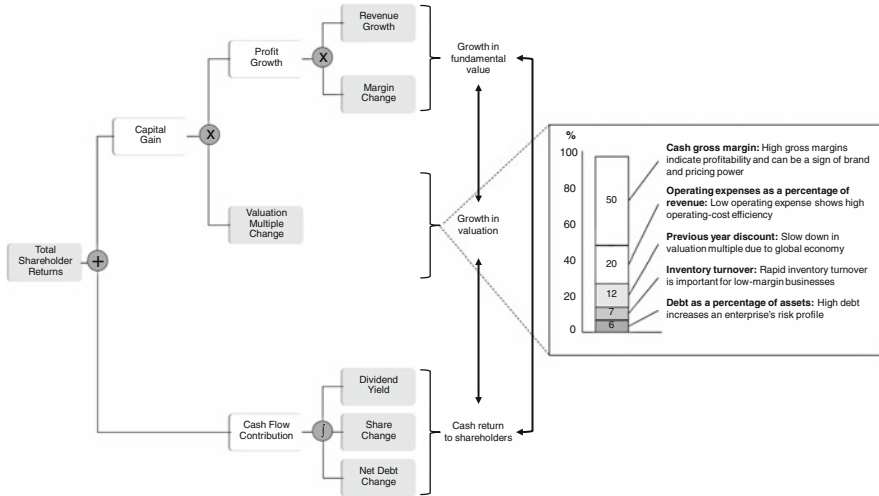 Total
Shareholder
Returns
+
Capital
Gain
X
Profit
Growth
X
Revenue
Growth
Margin
Change
Valuation
Multiple
Change
Cash Flow
Contribution
∫
Dividend
Yield
Share
Change
Net Debt
Change
Growth in
fundamental
value
Growth in
valuation
Cash return
to shareholders
%
100
80
60
40
20
0
50
20
12
7
6
Cash gross margin: High gross margins
indicate profitability and can be a sign of brand
and pricing power
Operating expenses as a percentage of
revenue: Low operating expense shows high
operating-cost efficiency
Previous year discount: Slow down in
valuation multiple due to global economy
Inventory turnover: Rapid inventory turnover
is important for low-margin businesses
Debt as a percentage of assets: High debt
increases an enterprise's risk profile